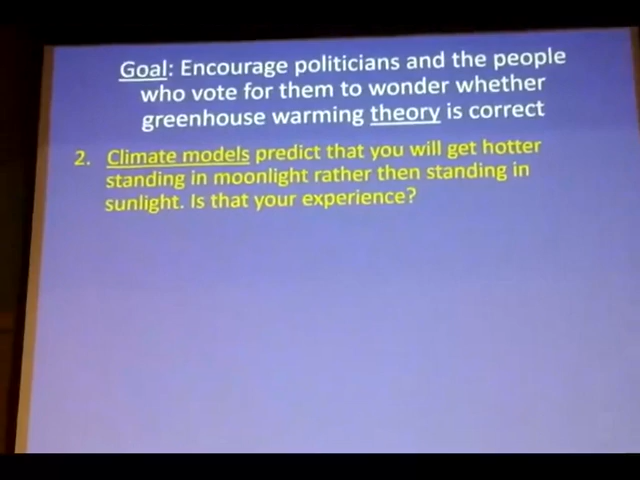 Goal: Encourage politicians and the people
who vote for them to wonder whether
greenhouse warming theory is correct
2. Climate models predict that you will get hotter
standing in moonlight rather then standing in
sunlight. Is that your experience?